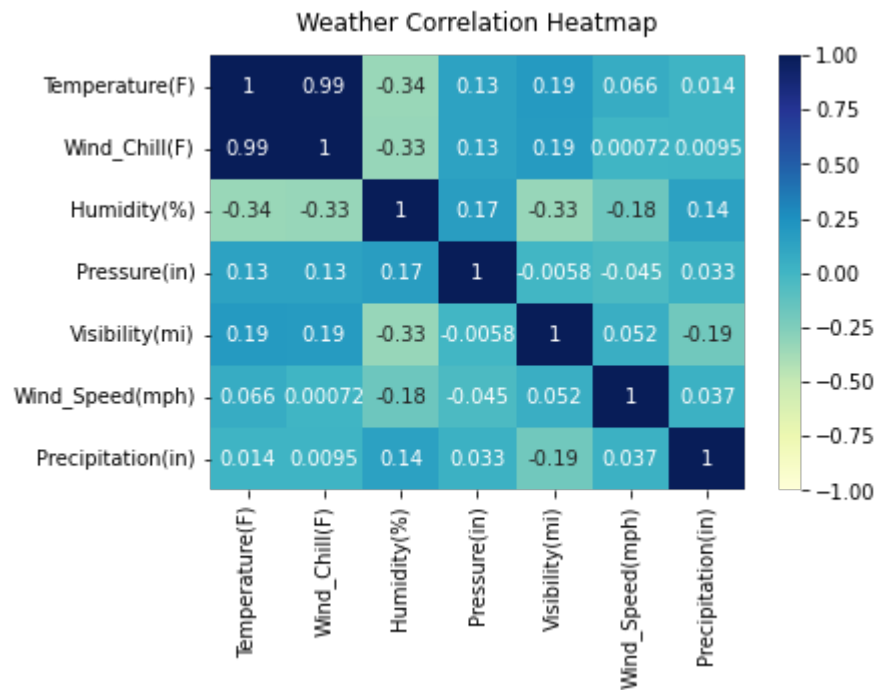 Weather Correlation Heatmap
Temperature(F) 1 0.99 -0.34 0.13 0.19 0.066 0.014
Wind_Chill(F) 0.99 1 -0.33 0.13 0.19 0.00072 0.0095
Humidity(%) -0.34 -0.33 1 0.17 -0.33 -0.18 0.14
Pressure(in) 0.13 0.13 0.17 1 -0.0058 -0.045 0.033
Visibility(mi) 0.19 0.19 -0.33 -0.0058 1 0.052 -0.19
Wind_Speed(mph) 0.066 0.00072 -0.18 -0.045 0.052 1 0.037
Precipitation(in) 0.014 0.0095 0.14 0.033 -0.19 0.037 1
Temperature(F)
Wind_Chill(F)
Humidity(%)
Pressure(in)
Visibility(mi)
Wind_Speed(mph)
Precipitation(in)
1.00
0.75
0.50
0.25
0.00
−0.25
−0.50
−0.75
−1.00